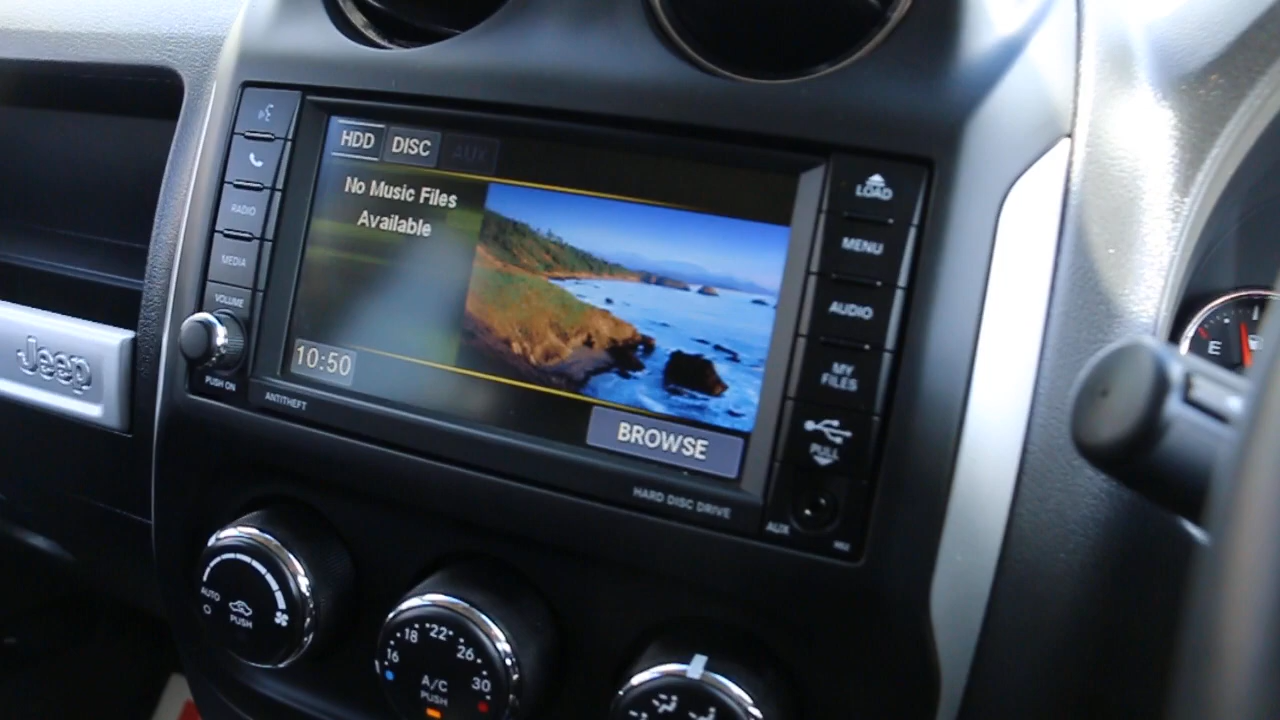 HDD DISC AUX
No Music Files
Available
10:50
BROWSE
RADIO
MEDIA
VOLUME
PUSH ON
ANTITHEFT
HARD DISC DRIVE
LOAD
MENU
AUDIO
MY
FILES
PULL
AUX
Jeep
E
AUTO
O
PUSH
16 18 22 26 30
A/C
PUSH